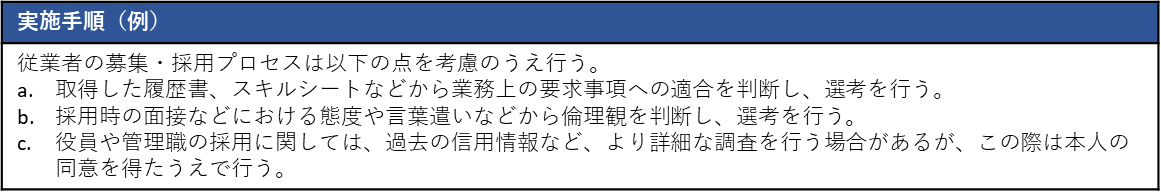 実施手順（例）
従業者の募集・採用プロセスは以下の点を考慮のうえ行う。
a. 取得した履歴書、スキルシートなどから業務上の要求事項への適合を判断し、選考を行う。
b. 採用時の面接などにおける態度や言葉遣いなどから倫理観を判断し、選考を行う。
c. 役員や管理職の採用に関しては、過去の信用情報など、より詳細な調査を行う場合があるが、この際は本人の
同意を得たうえで行う。